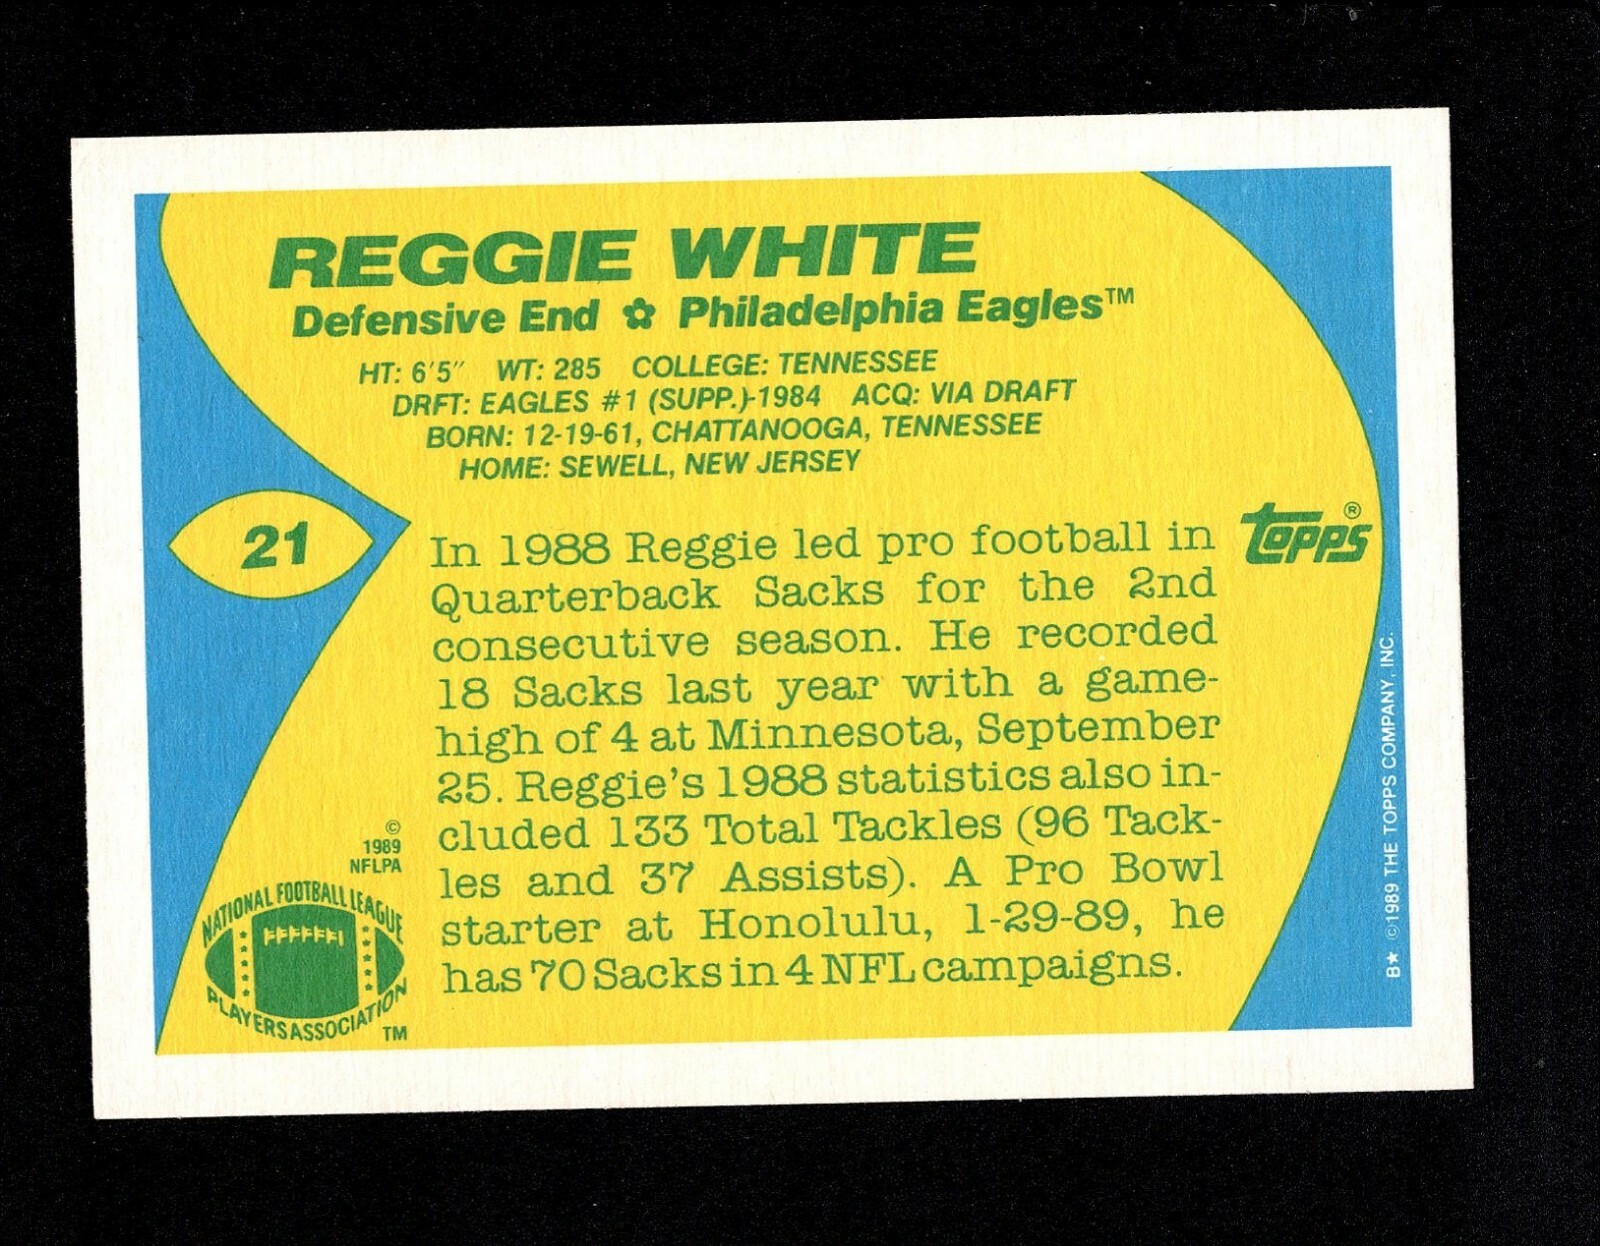 REGGIE WHITE
Defensive End ✿ Philadelphia Eagles™
HT: 6'5" WT: 285 COLLEGE: TENNESSEE
DRFT: EAGLES #1 (SUPP.)-1984 ACQ: VIA DRAFT
BORN: 12-19-61, CHATTANOOGA, TENNESSEE
HOME: SEWELL, NEW JERSEY
21
In 1988 Reggie led pro football in
Quarterback Sacks for the 2nd
consecutive season. He recorded
18 Sacks last year with a game-
high of 4 at Minnesota, September
25. Reggie's 1988 statistics also in-
cluded 133 Total Tackles (96 Tack-
les and 37 Assists). A Pro Bowl
starter at Honolulu, 1-29-89, he
has 70 Sacks in 4 NFL campaigns.
topps®
©
1989
NFLPA
NATIONAL FOOTBALL LEAGUE
PLAYERS ASSOCIATION
TM
B★ ©1989 THE TOPPS COMPANY, INC.